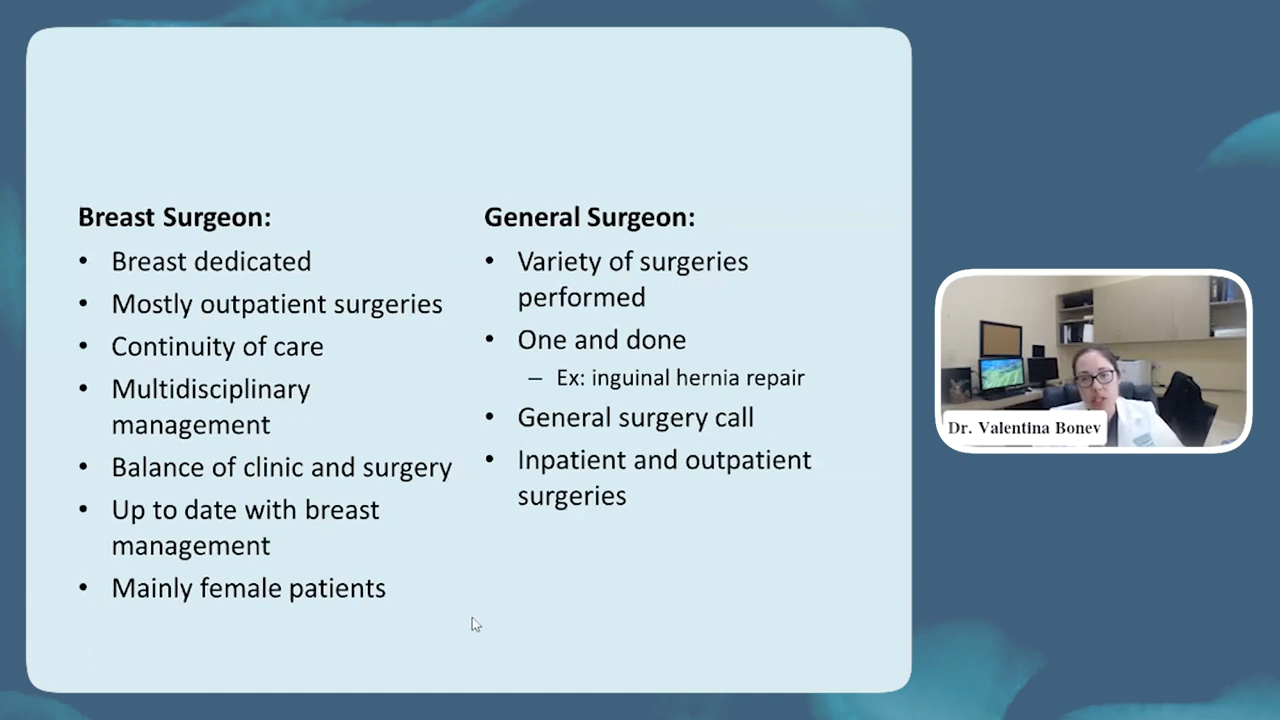 Breast Surgeon:
• Breast dedicated
• Mostly outpatient surgeries
• Continuity of care
• Multidisciplinary
management
• Balance of clinic and surgery
• Up to date with breast
management
• Mainly female patients
General Surgeon:
• Variety of surgeries
performed
• One and done
– Ex: inguinal hernia repair
• General surgery call
• Inpatient and outpatient
surgeries
Dr. Valentina Bonev